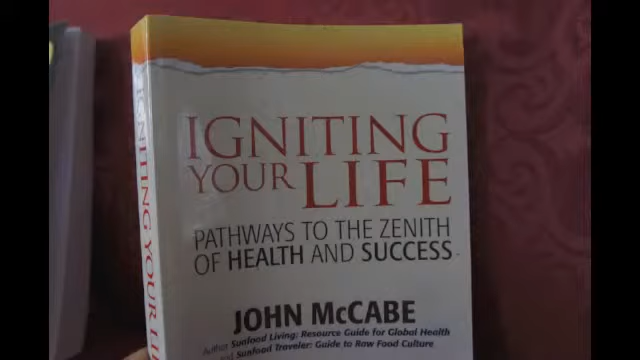 IGNITING
YOUR LIFE
PATHWAYS TO THE ZENITH
OF HEALTH AND SUCCESS
JOHN McCABE
Author Sunfood Living: Resource Guide for Global Health
and Sunfood Traveler: Guide to Raw Food Culture
IGNITING YOUR LI